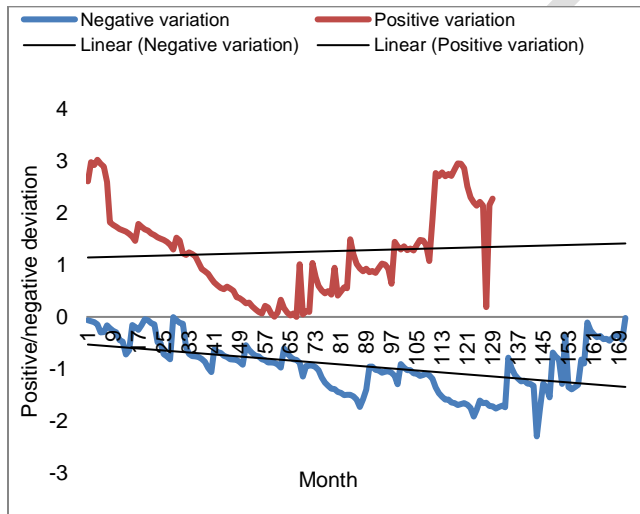 Negative variation
Positive variation
Linear (Negative variation)
Linear (Positive variation)
4
3
2
1
0
-1
-2
-3
Positive/negative deviation
1 9 17 25 33 41 49 57 65 73 81 89 97 105 113 121 129 137 145 153 161 169
Month